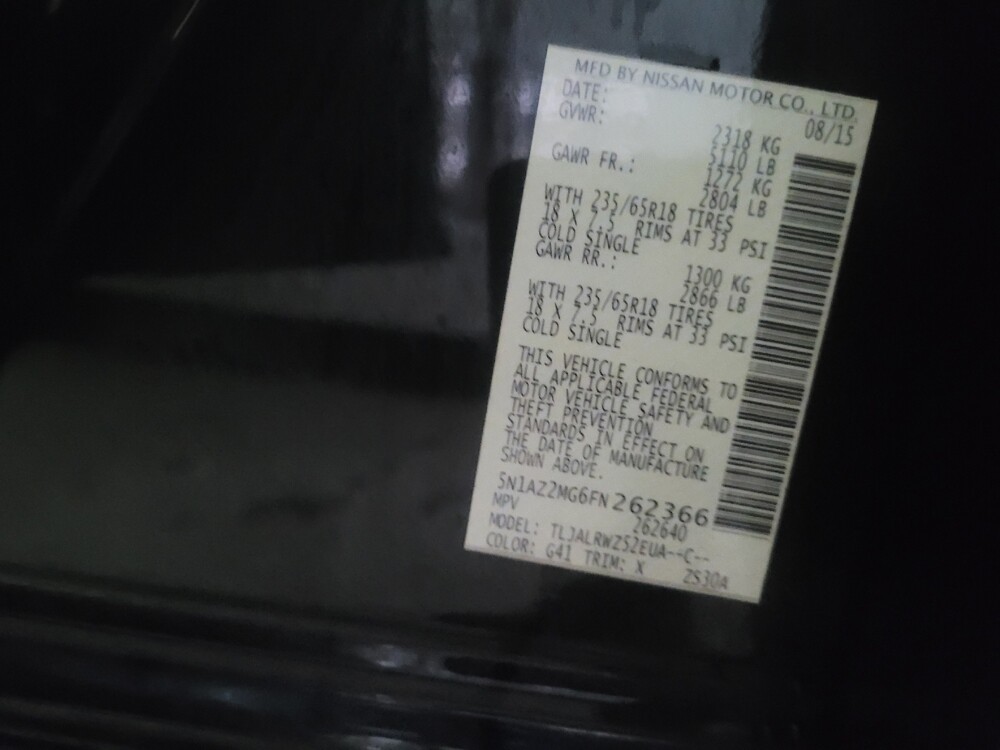 MFD BY NISSAN MOTOR CO., LTD.
DATE: 08/15
GVWR: 2318 KG
5110 LB
GAWR FR.: 1272 KG
2804 LB
WITH 235/65R18 TIRES
18 X 7.5 RIMS AT 33 PSI
COLD SINGLE
GAWR RR.: 1300 KG
2866 LB
WITH 235/65R18 TIRES
18 X 7.5 RIMS AT 33 PSI
COLD SINGLE
THIS VEHICLE CONFORMS TO
ALL APPLICABLE FEDERAL
MOTOR VEHICLE SAFETY AND
THEFT PREVENTION
STANDARDS IN EFFECT ON
THE DATE OF MANUFACTURE
SHOWN ABOVE.
5N1AZ2MG6FN262366
MPV 262640
MODEL: TLJALRWZ52EUA--C--
COLOR: G41 TRIM: X ZS30A